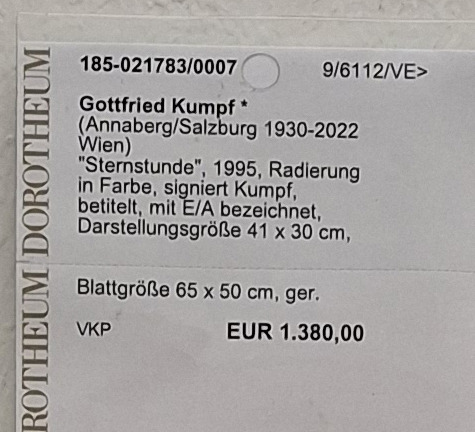 185-021783/0007 9/6112/VE>
Gottfried Kumpf *
(Annaberg/Salzburg 1930-2022
Wien)
"Sternstunde", 1995, Radierung
in Farbe, signiert Kumpf,
betitelt, mit E/A bezeichnet,
Darstellungsgröße 41 x 30 cm,
Blattgröße 65 x 50 cm, ger.
VKP EUR 1.380,00
DOROTHEUM
ROTHEUM